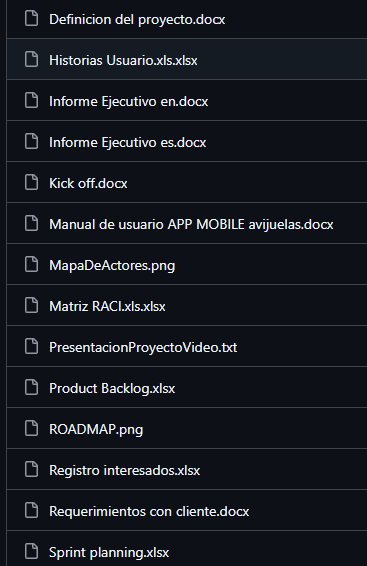 Definicion del proyecto.docx
Historias Usuario.xls.xlsx
Informe Ejecutivo en.docx
Informe Ejecutivo es.docx
Kick off.docx
Manual de usuario APP MOBILE avijuelas.docx
MapaDeActores.png
Matriz RACI.xls.xlsx
PresentacionProyectoVideo.txt
Product Backlog.xlsx
ROADMAP.png
Registro interesados.xlsx
Requerimientos con cliente.docx
Sprint planning.xlsx